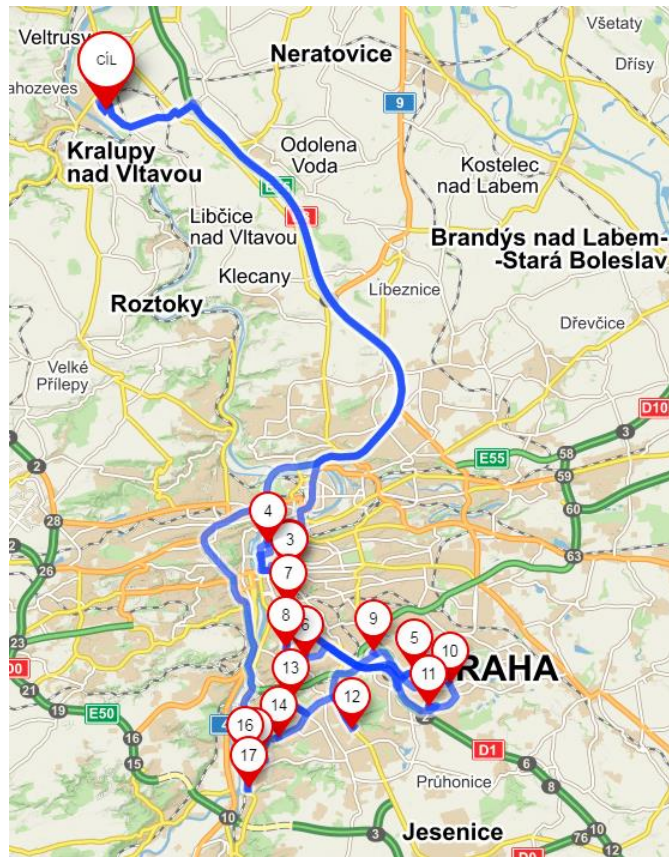 Veltrusy
Všetaty
Neratovice
Dřísy
CÍL
9
Kralupy
nad Vltavou
Odolena
Voda
Kostelec
nad Labem
Libčice
nad Vltavou
Brandýs nad Labem-
-Stará Boleslav
Klecany
Líbeznice
Roztoky
Dřevčice
Velké
Přílepy
D10
3
2
E55
58
59
60
28
4
3
26
63
7
23
8
6
9
5
10
RAHA
D0
21
13
11
19
E50
12
14
16
16
2
D1
17
15
6
Průhonice
8
10
Jesenice
3
76
10
12
D0